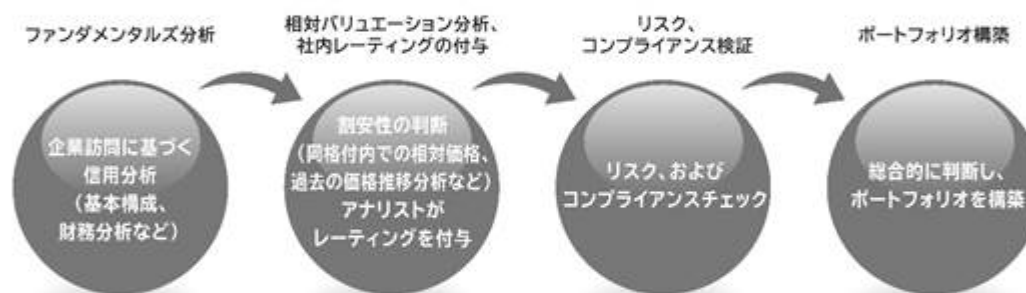 ファンダメンタルズ分析
相対バリュエーション分析、
社内レーティングの付与
リスク、
コンプライアンス検証
ポートフォリオ構築
企業訪問に基づく
信用分析
(基本構成、
財務分析など)
割安性の判断
(同格付内での相対価格、
過去の価格推移分析など)
アナリストが
レーティングを付与
リスク、および
コンプライアンスチェック
総合的に判断し、
ポートフォリオを構築